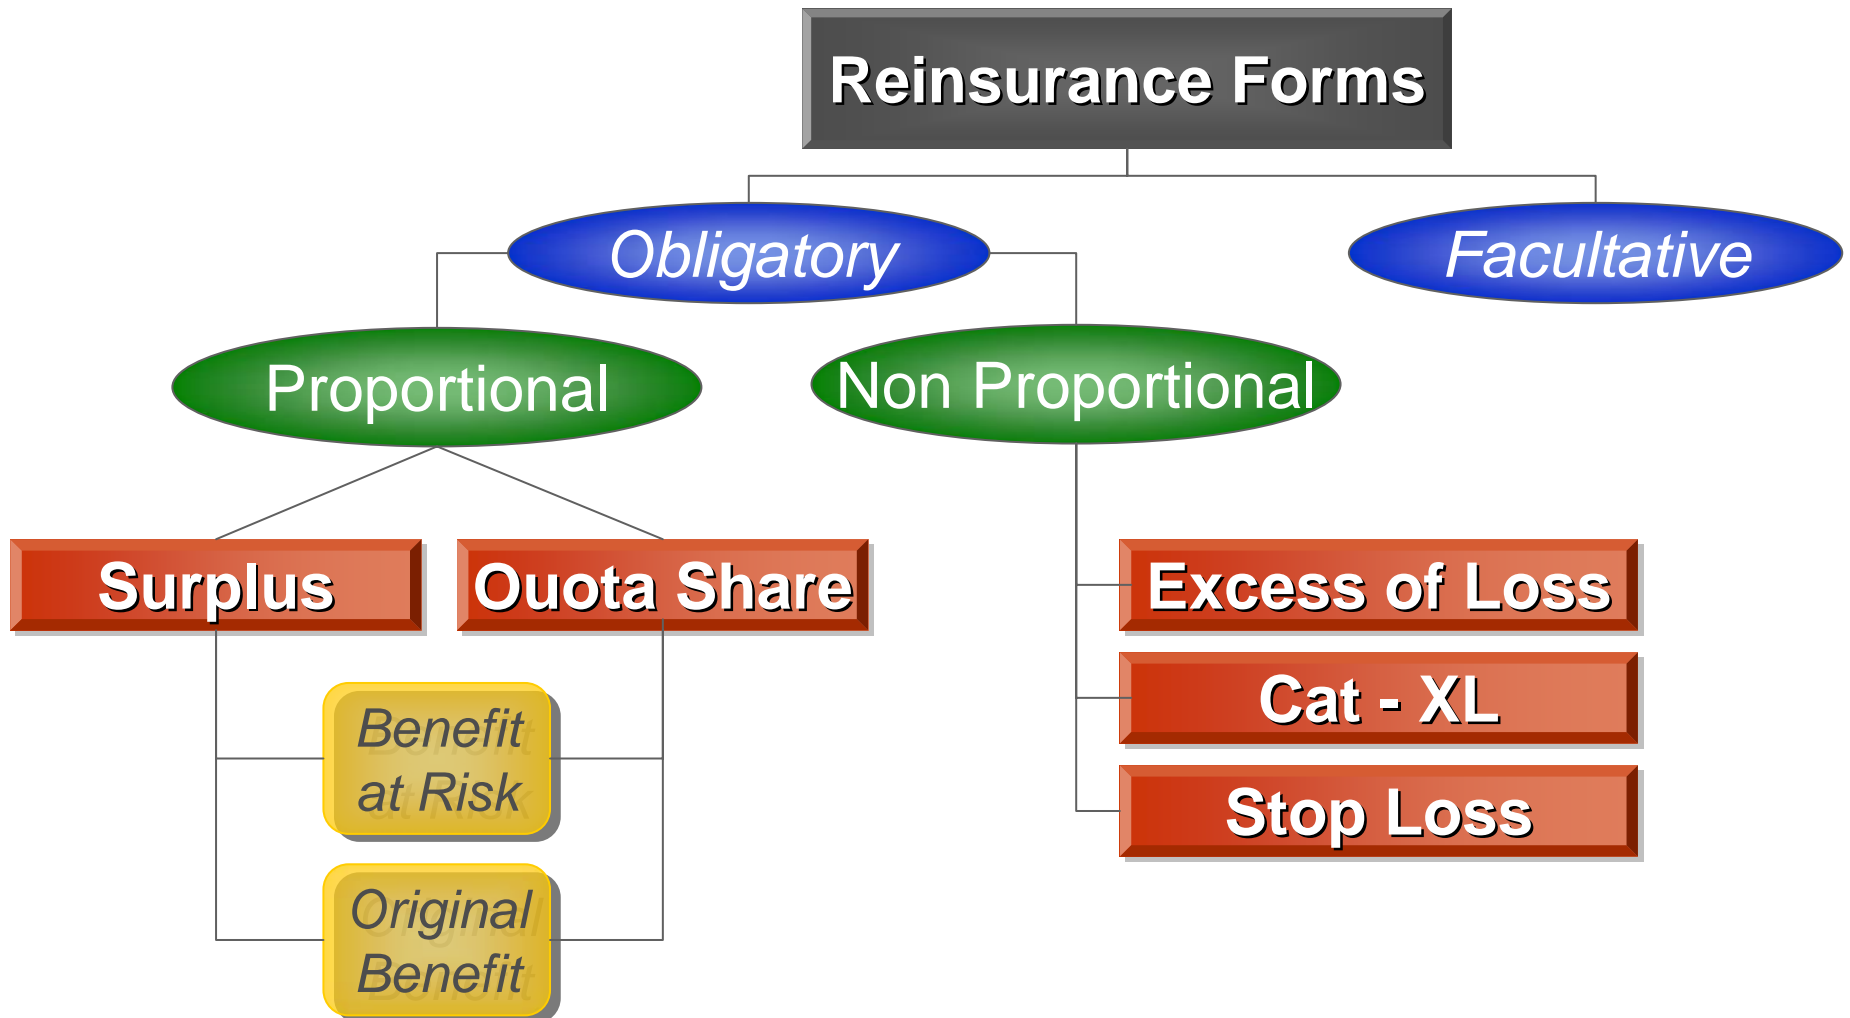 Reinsurance Forms
Obligatory
Facultative
Proportional
Non Proportional
Surplus
Ouota Share
Excess of Loss
Cat - XL
Stop Loss
Benefit
at Risk
Original
Benefit